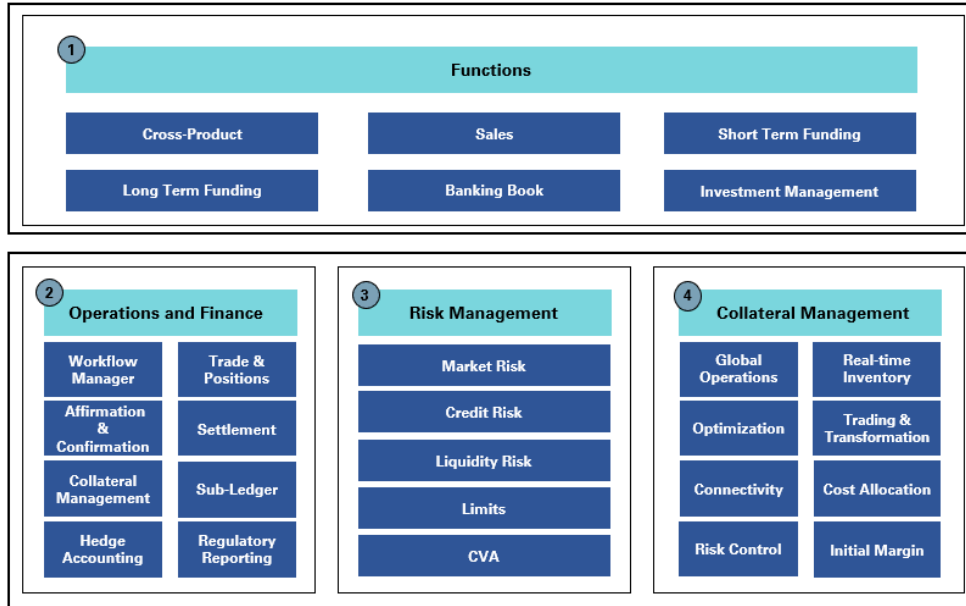 1
Functions
Cross-Product
Sales
Short Term Funding
Long Term Funding
Banking Book
Investment Management
2
Operations and Finance
Workflow
Manager
Trade &
Positions
Affirmation
&
Confirmation
Settlement
Collateral
Management
Sub-Ledger
Hedge
Accounting
Regulatory
Reporting
3
Risk Management
Market Risk
Credit Risk
Liquidity Risk
Limits
CVA
4
Collateral Management
Global
Operations
Real-time
Inventory
Optimization
Trading &
Transformation
Connectivity
Cost Allocation
Risk Control
Initial Margin